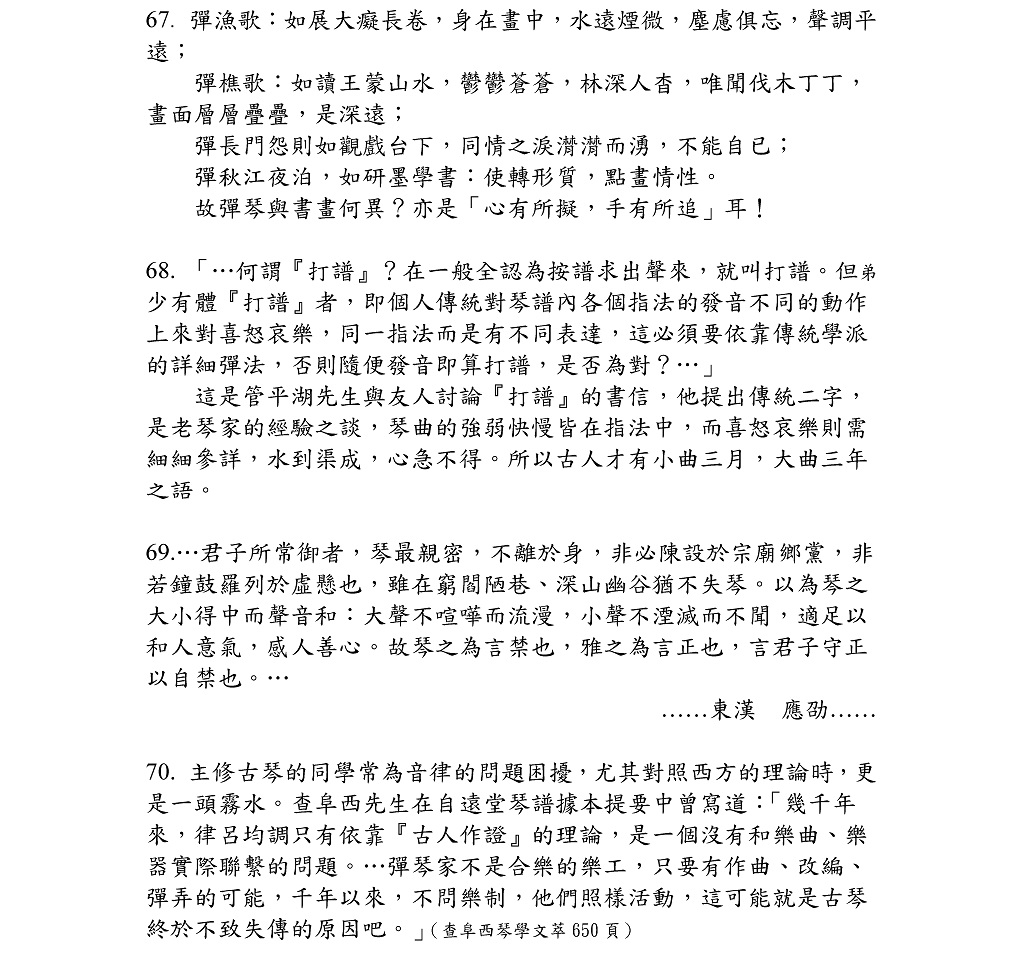 67. 彈漁歌：如展大癡長卷，身在畫中，水遠煙微，塵慮俱忘，聲調平
遠；
彈樵歌：如讀王蒙山水，鬱鬱蒼蒼，林深人杳，唯聞伐木丁丁，
畫面層層疊疊，是深遠；
彈長門怨則如觀戲台下，同情之淚潸潸而湧，不能自已；
彈秋江夜泊，如研墨學書：使轉形質，點畫情性。
故彈琴與書畫何異？亦是「心有所擬，手有所追」耳！
68. 「…何謂『打譜』？在一般全認為按譜求出聲來，就叫打譜。但弟
少有體『打譜』者，即個人傳統對琴譜內各個指法的發音不同的動作
上來對喜怒哀樂，同一指法而是有不同表達，這必須要依靠傳統學派
的詳細彈法，否則隨便發音即算打譜，是否為對？…」
這是管平湖先生與友人討論『打譜』的書信，他提出傳統二字，
是老琴家的經驗之談，琴曲的強弱快慢皆在指法中，而喜怒哀樂則需
細細參詳，水到渠成，心急不得。所以古人才有小曲三月，大曲三年
之語。
69.…君子所常御者，琴最親密，不離於身，非必陳設於宗廟鄉黨，非
若鐘鼓羅列於虛懸也，雖在窮閻陋巷、深山幽谷猶不失琴。以為琴之
大小得中而聲音和：大聲不喧嘩而流漫，小聲不湮滅而不聞，適足以
和人意氣，感人善心。故琴之為言禁也，雅之為言正也，言君子守正
以自禁也。…
……東漢　應劭……
70. 主修古琴的同學常為音律的問題困擾，尤其對照西方的理論時，更
是一頭霧水。查阜西先生在自遠堂琴譜據本提要中曾寫道：「幾千年
來，律呂均調只有依靠『古人作證』的理論，是一個沒有和樂曲、樂
器實際聯繫的問題。…彈琴家不是合樂的樂工，只要有作曲、改編、
彈弄的可能，千年以來，不問樂制，他們照樣活動，這可能就是古琴
終於不致失傳的原因吧。」（查阜西琴學文萃 650 頁）